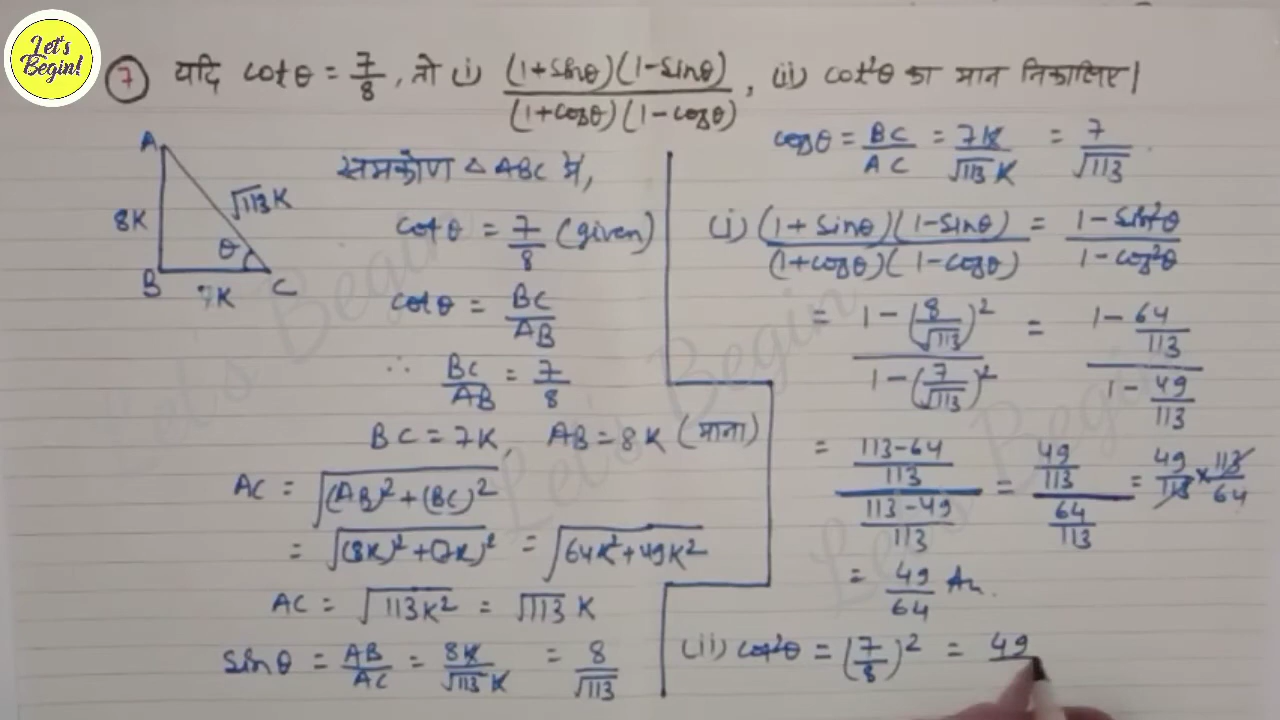 Let's
Begin!
(7) यदि cotθ = 7/8, तो (i) (1+sinθ)(1-sinθ)/(1+cosθ)(1-cosθ), (ii) cot²θ का मान निकालिए।
A
8K
√113 K
θ
B
7K
C
समकोण △ABC में,
cotθ = 7/8 (given)
cotθ = BC/AB
∴ BC/AB = 7/8
BC = 7K, AB = 8K (माना)
AC = √(AB)²+(BC)²
= √(8K)²+(7K)² = √64K²+49K²
AC = √113K² = √113 K
sinθ = AB/AC = 8K/√113 K = 8/√113
cosθ = BC/AC = 7K/√113 K = 7/√113
(i) (1+sinθ)(1-sinθ)/(1+cosθ)(1-cosθ) = 1-sin²θ/1-cos²θ
= 1-(8/√113)²/1-(7/√113)² = 1-64/113/1-49/113
= 113-64/113/113-49/113 = 49/113/64/113 = 49/113 × 113/64
= 49/64 An.
(ii) cot²θ = (7/8)² = 49
Let's Begin
Let's Begin
Let's Begin